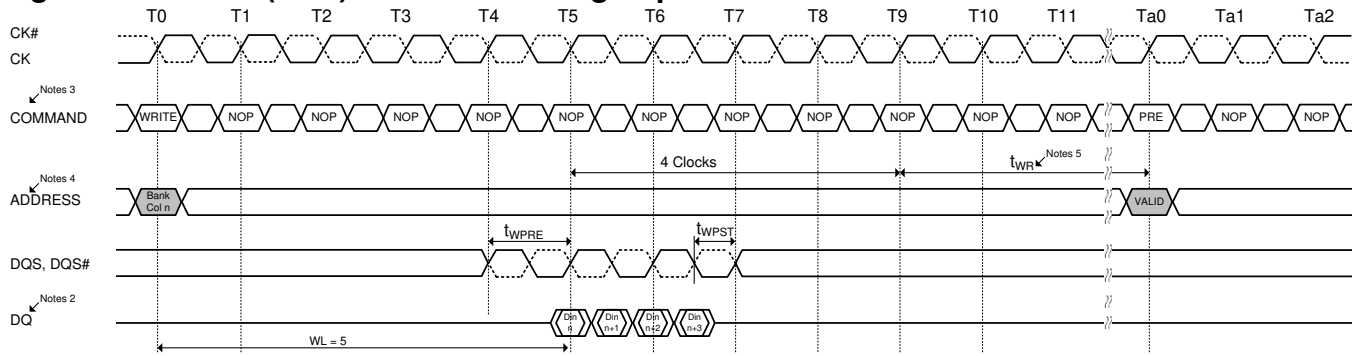 T0 T1 T2 T3 T4 T5 T6 T7 T8 T9 T10 T11 Ta0 Ta1 Ta2
CK#
CK
Notes 3
COMMAND WRITE NOP NOP NOP NOP NOP NOP NOP NOP NOP NOP NOP PRE NOP NOP
4 Clocks tWR Notes 5
Notes 4
ADDRESS Bank Col n VALID
tWPRE tWPST
DQS, DQS#
Notes 2
DQ Din n Din n+1 Din n+2 Din n+3
WL = 5